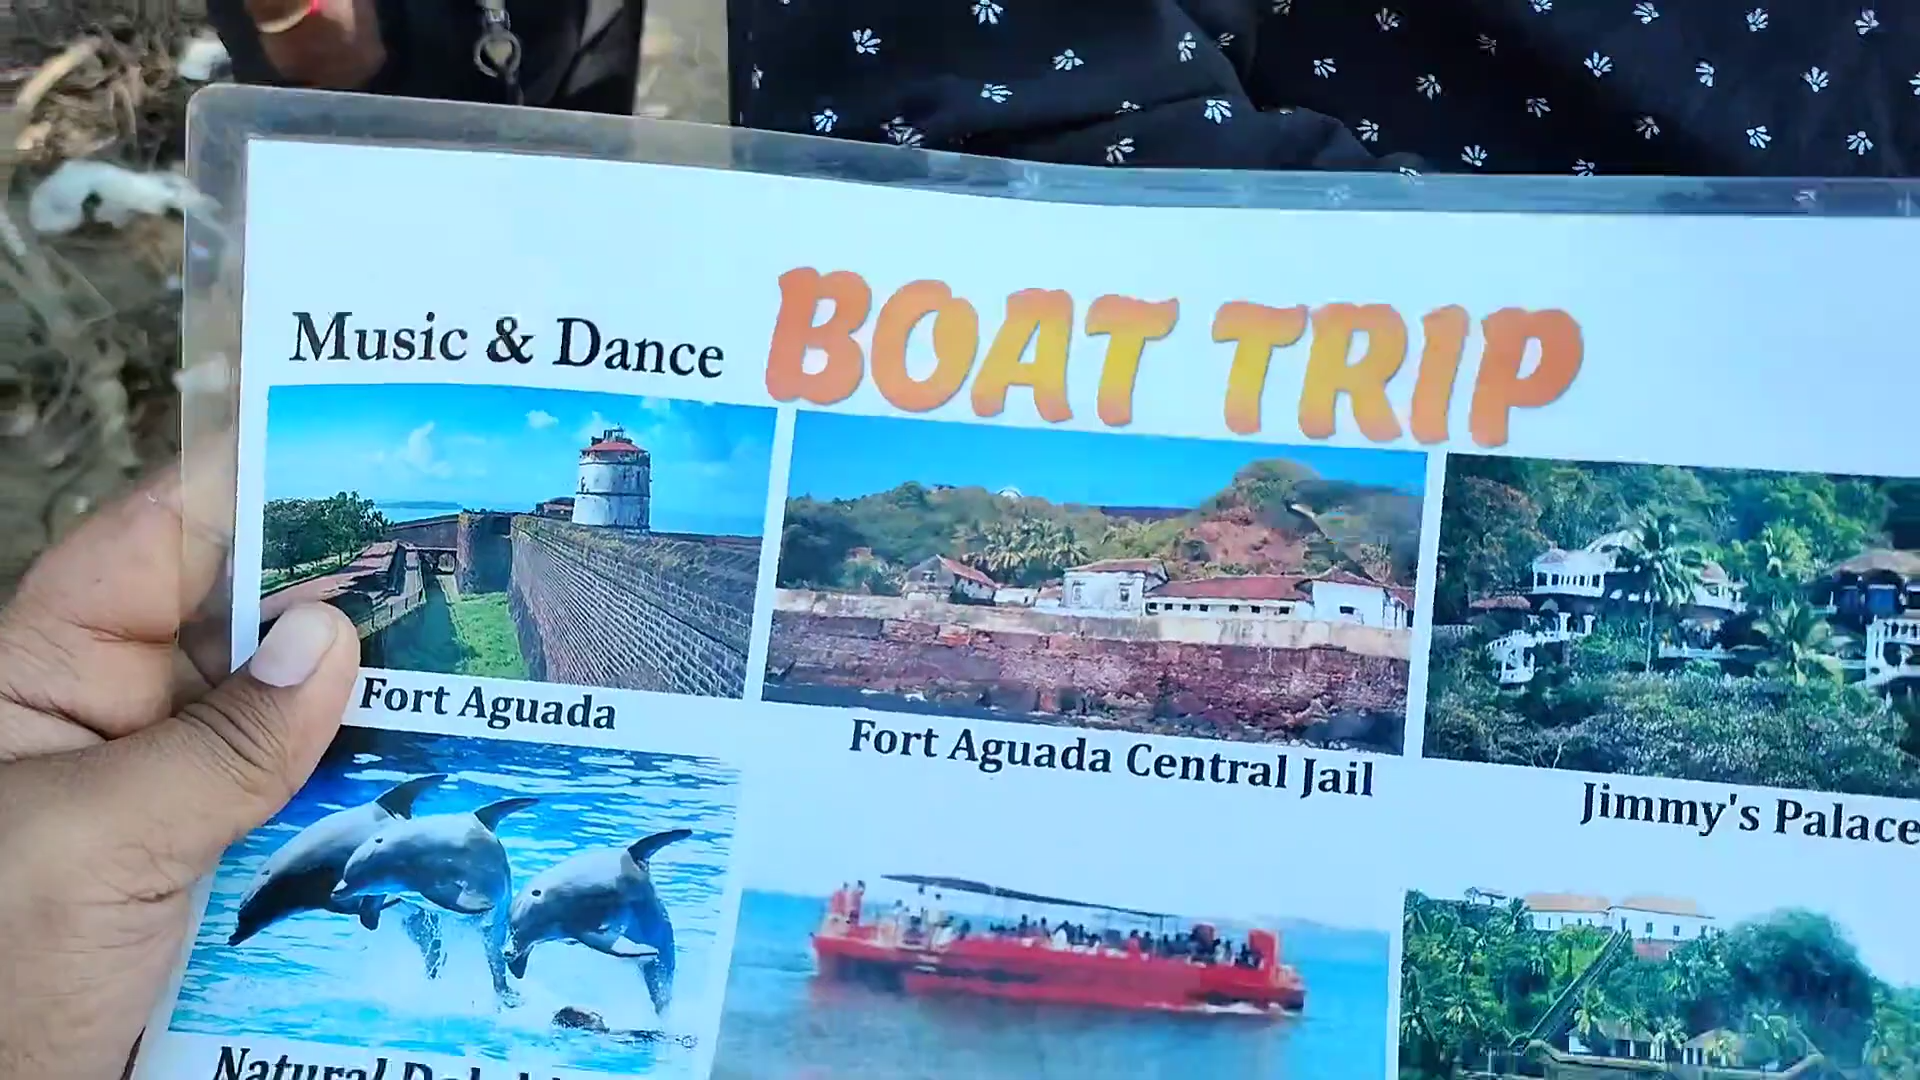 Music & Dance BOAT TRIP
Fort Aguada
Fort Aguada Central Jail
Jimmy's Palace
Natural